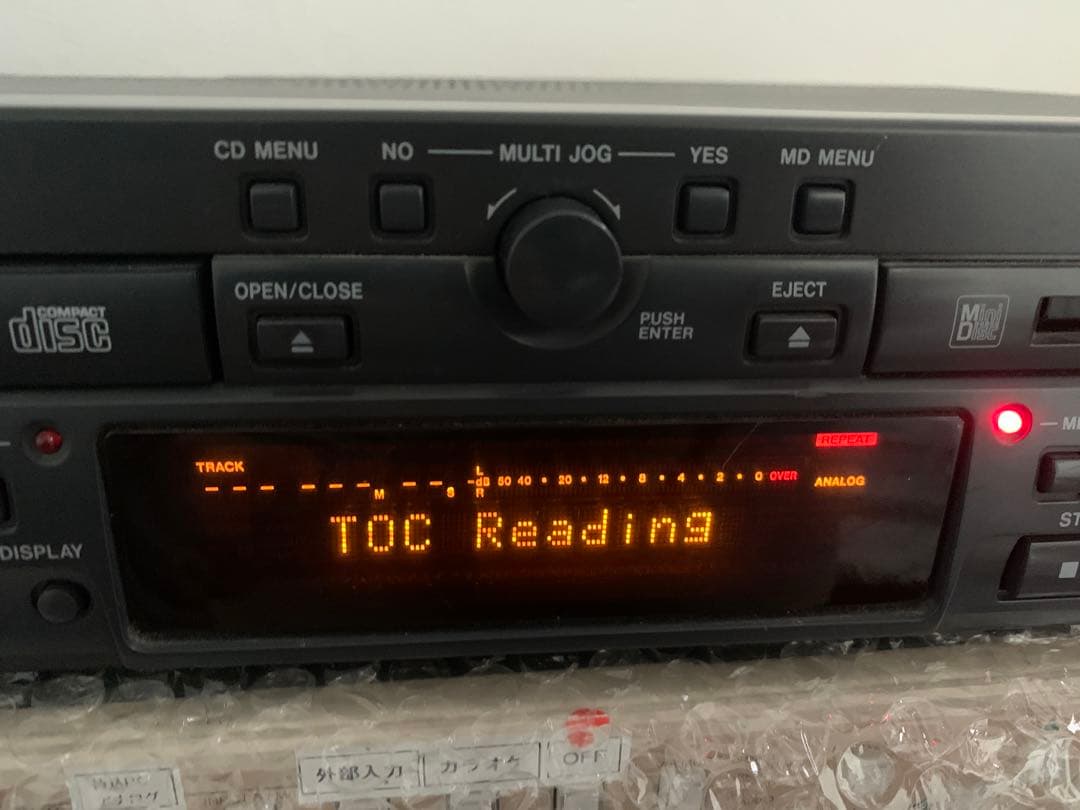 CD MENU
NO
MULTI JOG
YES
MD MENU
OPEN/CLOSE
EJECT
PUSH
ENTER
COMPACT
disc
Mini
Disc
REPEAT
TRACK
L
-dB 50 40 • 20 • 12 • 8 • 4 • 2 • 0 OVER
R
ANALOG
M
S
TOC Reading
DISPLAY
外部入力
カラオケ
OFF